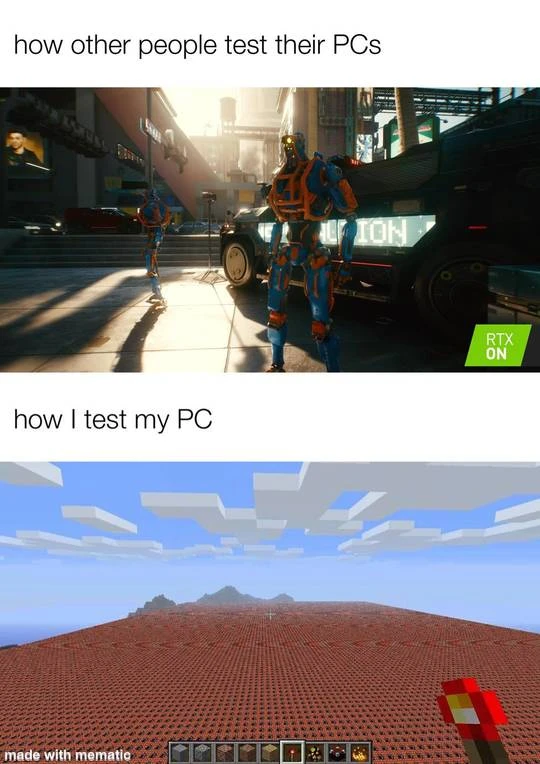 how other people test their PCs
RTX
ON
how I test my PC
made with mematic